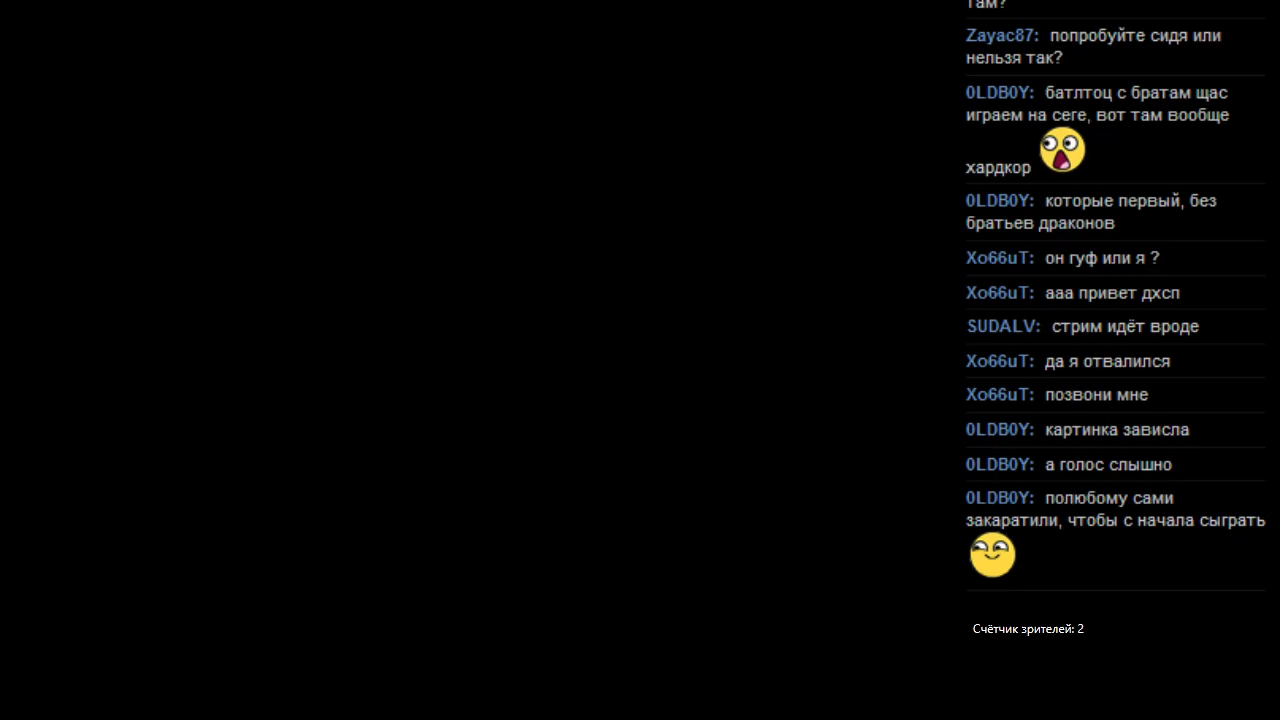 там?
Zayac87: попробуйте сидя или
нельзя так?
0LDB0Y: батлтоц с братам щас
играем на сеге, вот там вообще
хардкор
0LDB0Y: которые первый, без
братьев драконов
Xo66uT: он гуф или я ?
Xo66uT: ааа привет дхсп
SUDALV: стрим идёт вроде
Xo66uT: да я отвалился
Xo66uT: позвони мне
0LDB0Y: картинка зависла
0LDB0Y: а голос слышно
0LDB0Y: полюбому сами
закаратили, чтобы с начала сыграть
Счётчик зрителей: 2